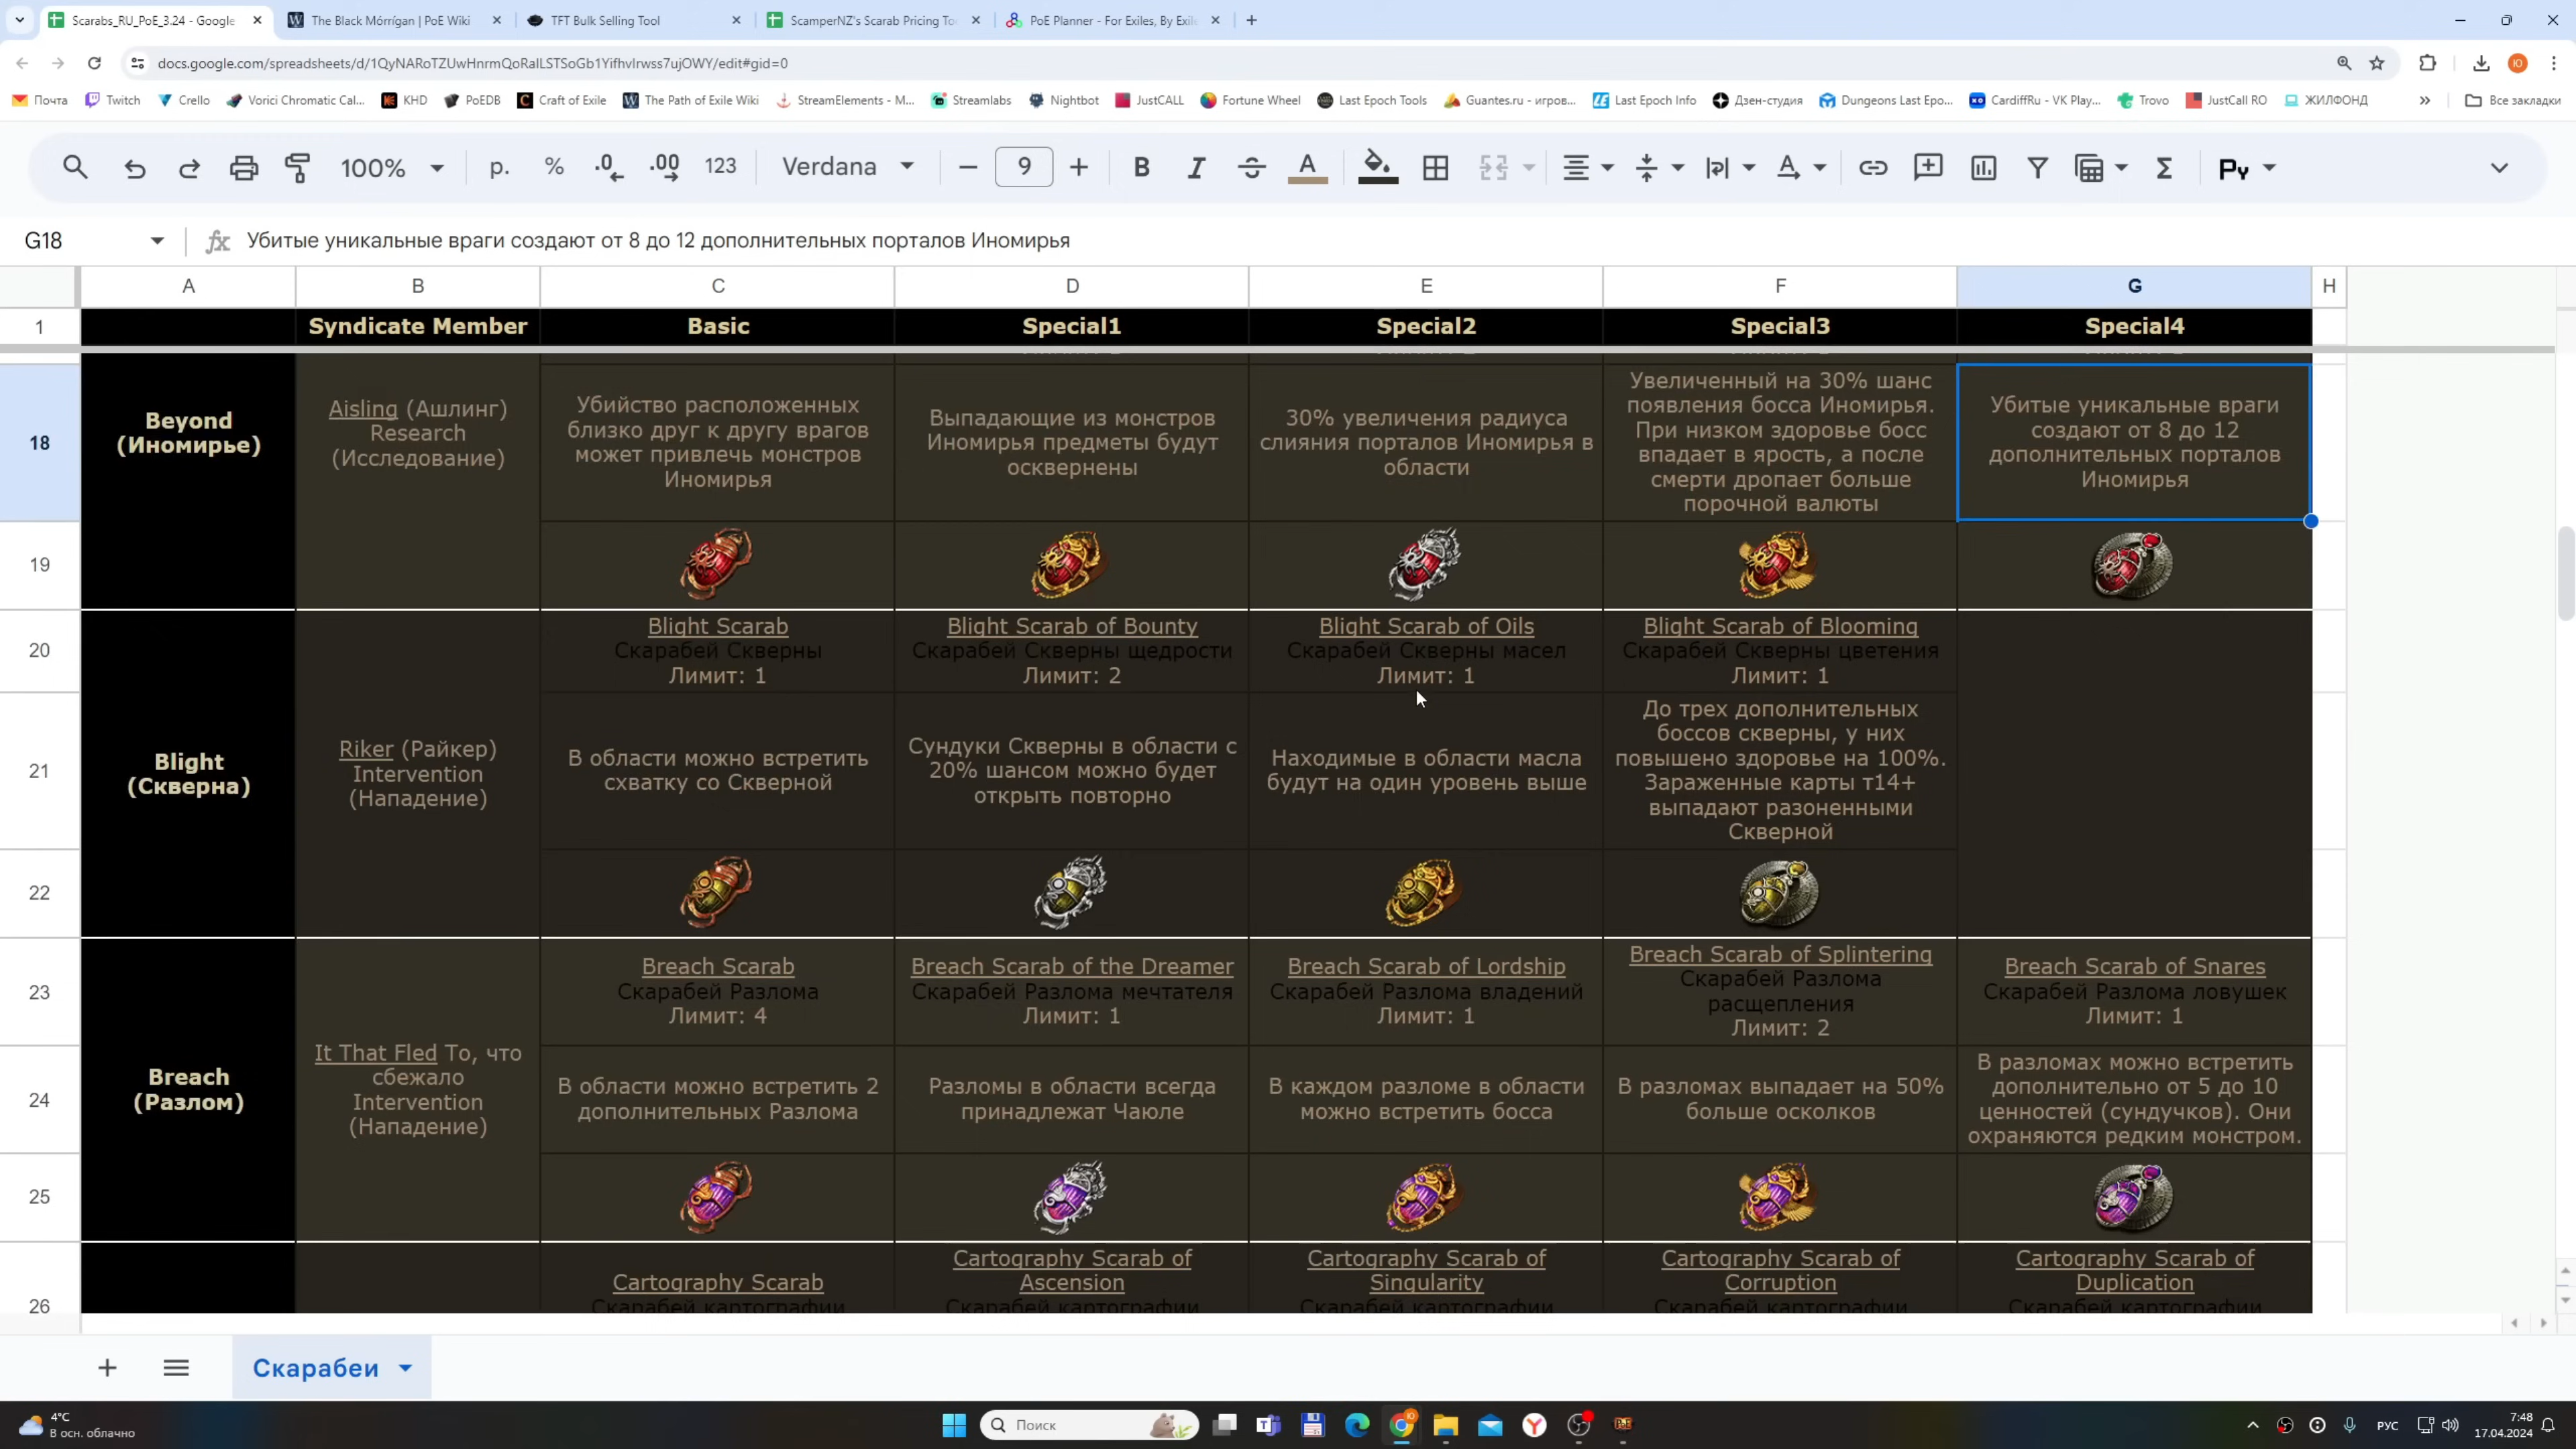 Scarabs_RU_PoE_3.24 - Google
The Black Mórrígan | PoE Wiki
TFT Bulk Selling Tool
ScamperNZ's Scarab Pricing To
PoE Planner - For Exiles, By Exile
docs.google.com/spreadsheets/d/1QyNARoTZUwHnrmQoRaILSTSoGb1YifhvIrwss7ujOWY/edit#gid=0
Ю
Почта
Twitch
Crello
Vorici Chromatic Cal...
KHD
PoEDB
Craft of Exile
The Path of Exile Wiki
StreamElements - M...
Streamlabs
Nightbot
JustCALL
Fortune Wheel
Last Epoch Tools
Guantes.ru - игров...
Last Epoch Info
Дзен-студия
Dungeons Last Epo...
CardiffRu - VK Play...
Trovo
JustCall RO
ЖИЛФОНД
Все закладки
100%
р.
%
.0
.00
123
Verdana
9
G18
fx
Убитые уникальные враги создают от 8 до 12 дополнительных порталов Иномирья
A
B
C
D
E
F
G
H
1
Syndicate Member
Basic
Special1
Special2
Special3
Special4
18
Beyond
(Иномирье)
Aisling (Ашлинг)
Research
(Исследование)
Убийство расположенных
близко друг к другу врагов
может привлечь монстров
Иномирья
Выпадающие из монстров
Иномирья предметы будут
осквернены
30% увеличения радиуса
слияния порталов Иномирья в
области
Увеличенный на 30% шанс
появления босса Иномирья.
При низком здоровье босс
впадает в ярость, а после
смерти дропает больше
порочной валюты
Убитые уникальные враги
создают от 8 до 12
дополнительных порталов
Иномирья
19
20
Blight Scarab
Скарабей Скверны
Лимит: 1
Blight Scarab of Bounty
Скарабей Скверны щедрости
Лимит: 2
Blight Scarab of Oils
Скарабей Скверны масел
Лимит: 1
Blight Scarab of Blooming
Скарабей Скверны цветения
Лимит: 1
21
Blight
(Скверна)
Riker (Райкер)
Intervention
(Нападение)
В области можно встретить
схватку со Скверной
Сундуки Скверны в области с
20% шансом можно будет
открыть повторно
Находимые в области масла
будут на один уровень выше
До трех дополнительных
боссов скверны, у них
повышено здоровье на 100%.
Зараженные карты т14+
выпадают разоненными
Скверной
22
23
Breach Scarab
Скарабей Разлома
Лимит: 4
Breach Scarab of the Dreamer
Скарабей Разлома мечтателя
Лимит: 1
Breach Scarab of Lordship
Скарабей Разлома владений
Лимит: 1
Breach Scarab of Splintering
Скарабей Разлома
расщепления
Лимит: 2
Breach Scarab of Snares
Скарабей Разлома ловушек
Лимит: 1
24
Breach
(Разлом)
It That Fled То, что
сбежало
Intervention
(Нападение)
В области можно встретить 2
дополнительных Разлома
Разломы в области всегда
принадлежат Чаюле
В каждом разломе в области
можно встретить босса
В разломах выпадает на 50%
больше осколков
В разломах можно встретить
дополнительно от 5 до 10
ценностей (сундучков). Они
охраняются редким монстром.
25
26
Cartography Scarab
Скарабей картографии
Cartography Scarab of
Ascension
Скарабей картографии
Cartography Scarab of
Singularity
Скарабей картографии
Cartography Scarab of
Corruption
Скарабей картографии
Cartography Scarab of
Duplication
Скарабей картографии
Скарабеи
4°C
В осн. облачно
Поиск
РУС
7:48
17.04.2024